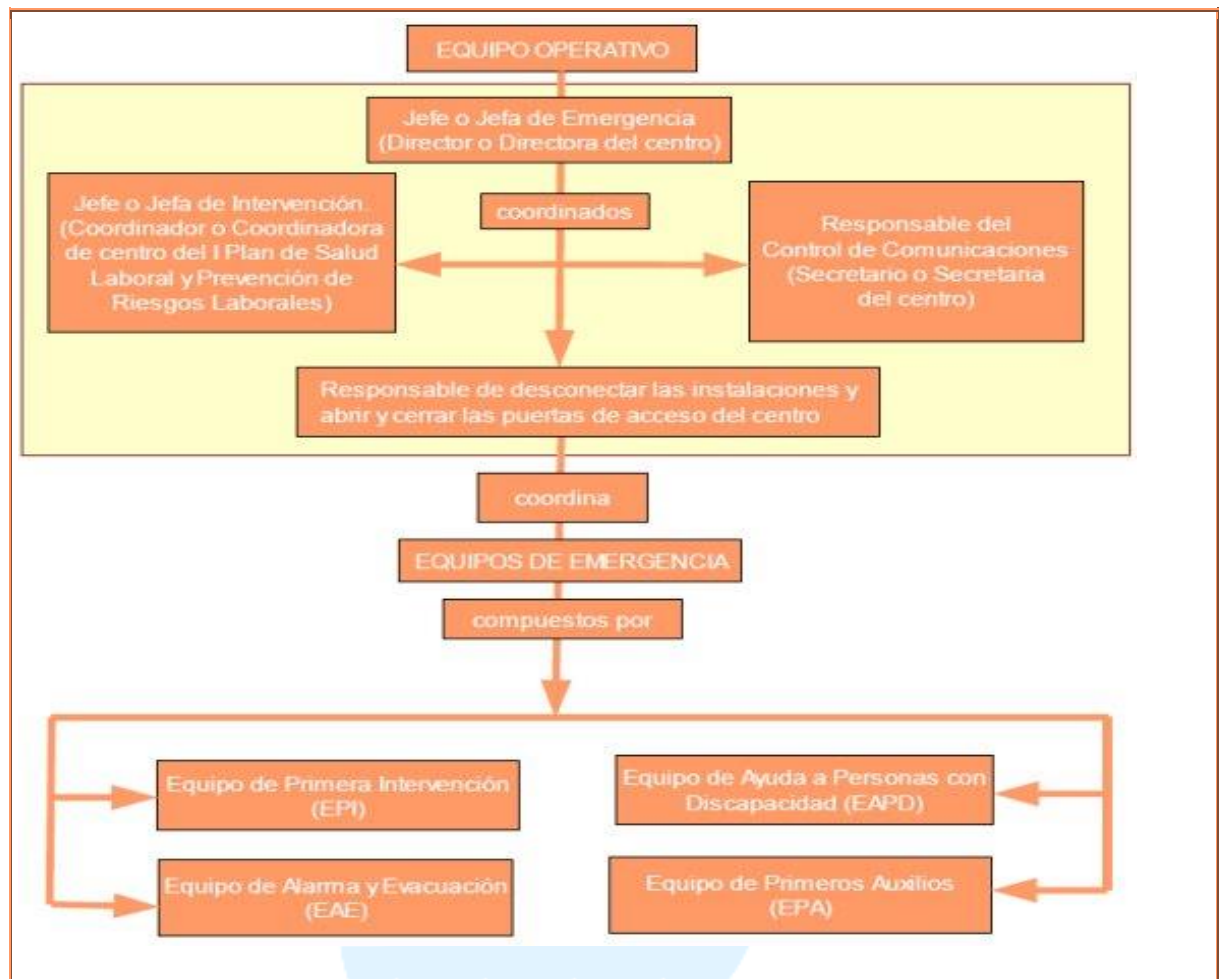 EQUIPO OPERATIVO
Jefe o Jefa de Emergencia
(Director o Directora del centro)
coordinados
Jefe o Jefa de Intervención
(Coordinador o Coordinadora
de centro del I Plan de Salud
Laboral y Prevención de
Riesgos Laborales)
Responsable del
Control de Comunicaciones
(Secretario o Secretaria
del centro)
Responsable de desconectar las instalaciones y
abrir y cerrar las puertas de acceso del centro
coordina
EQUIPOS DE EMERGENCIA
compuestos por
Equipo de Primera Intervención
(EPI)
Equipo de Ayuda a Personas con
Discapacidad (EAPD)
Equipo de Alarma y Evacuación
(EAE)
Equipo de Primeros Auxilios
(EPA)